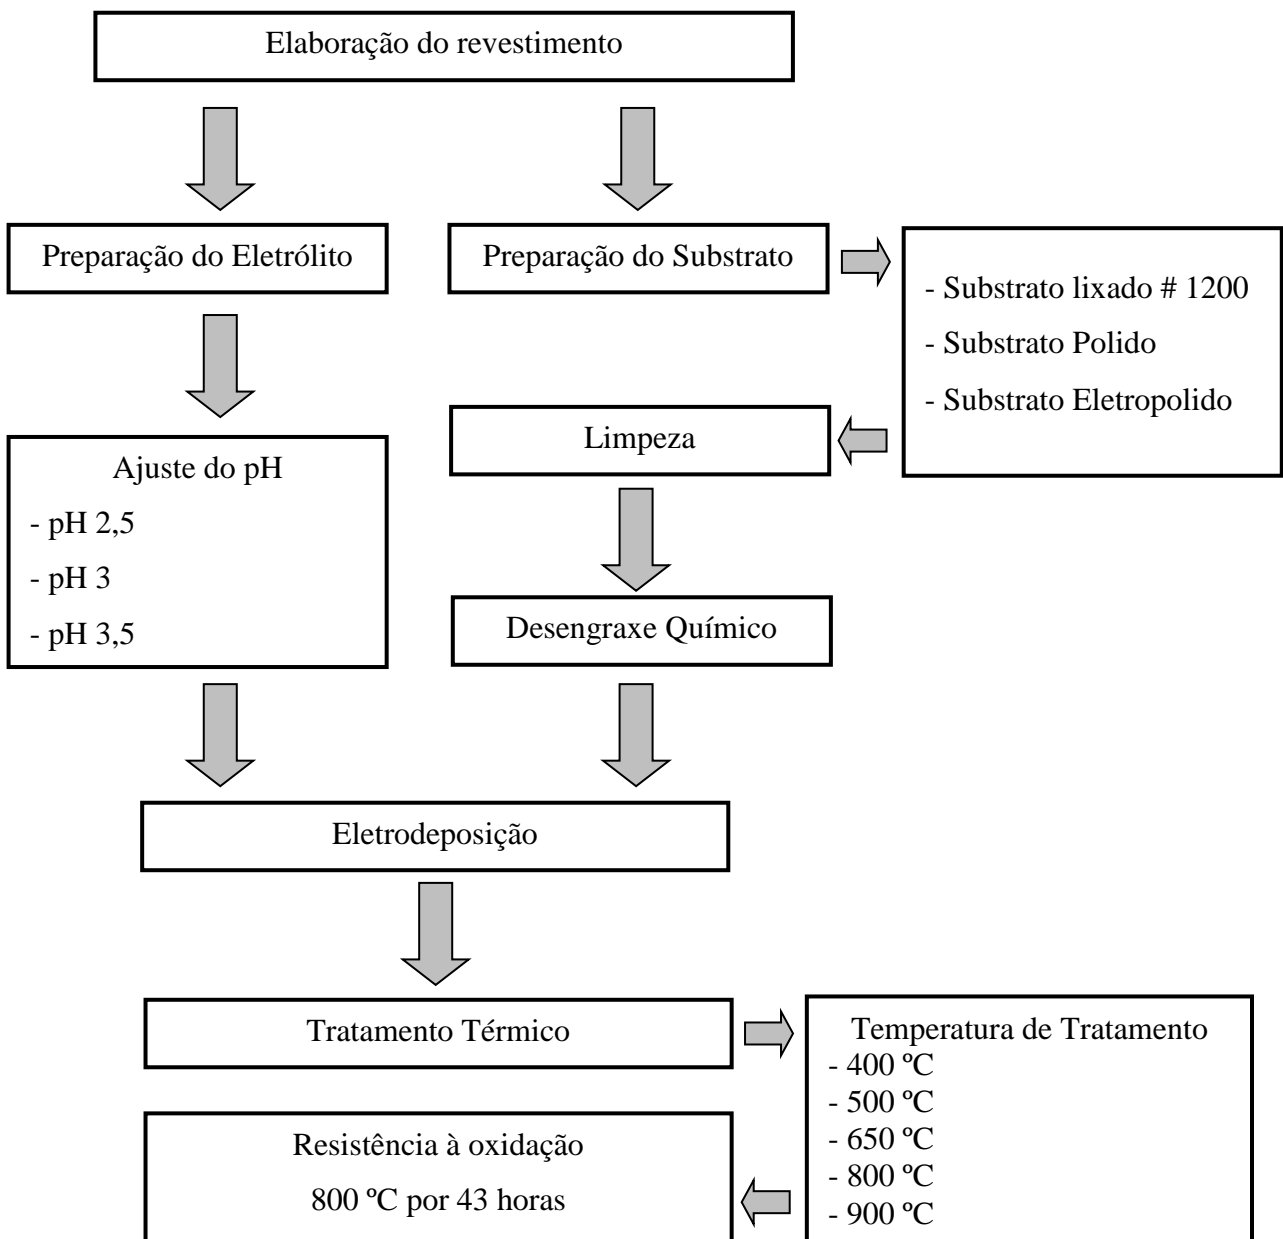 Elaboração do revestimento
Preparação do Eletrólito
Preparação do Substrato
- Substrato lixado # 1200
- Substrato Polido
- Substrato Eletropolido
Limpeza
Ajuste do pH
- pH 2,5
- pH 3
- pH 3,5
Desengraxe Químico
Eletrodeposição
Tratamento Térmico
Temperatura de Tratamento
- 400 ºC
- 500 ºC
- 650 ºC
- 800 ºC
- 900 ºC
Resistência à oxidação
800 ºC por 43 horas